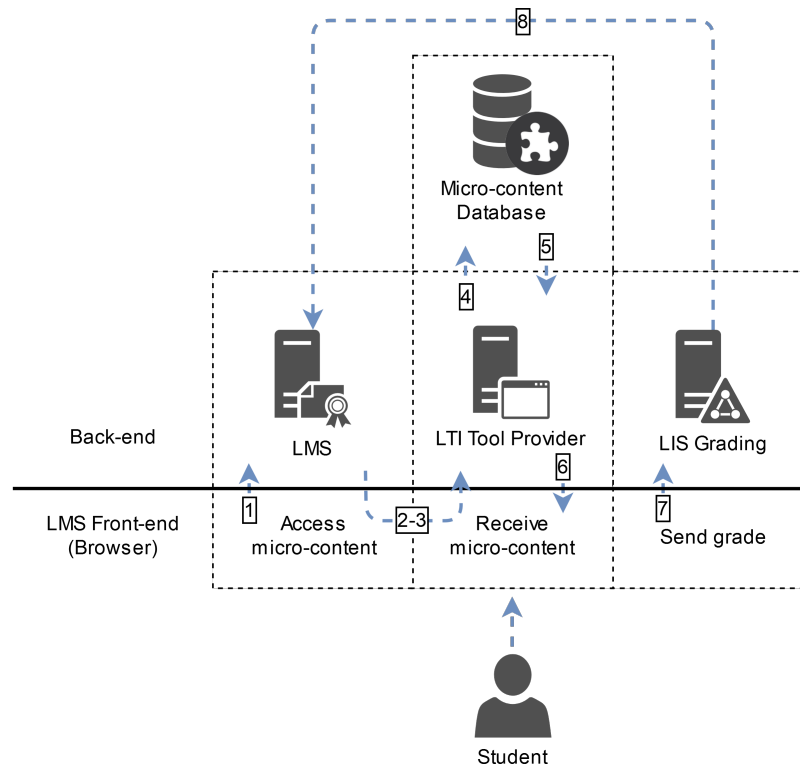 8
Micro-content
Database
5
4
Back-end
LMS
LTI Tool Provider
LIS Grading
6
1
2-3
7
LMS Front-end
(Browser)
Access
micro-content
Receive
micro-content
Send grade
Student